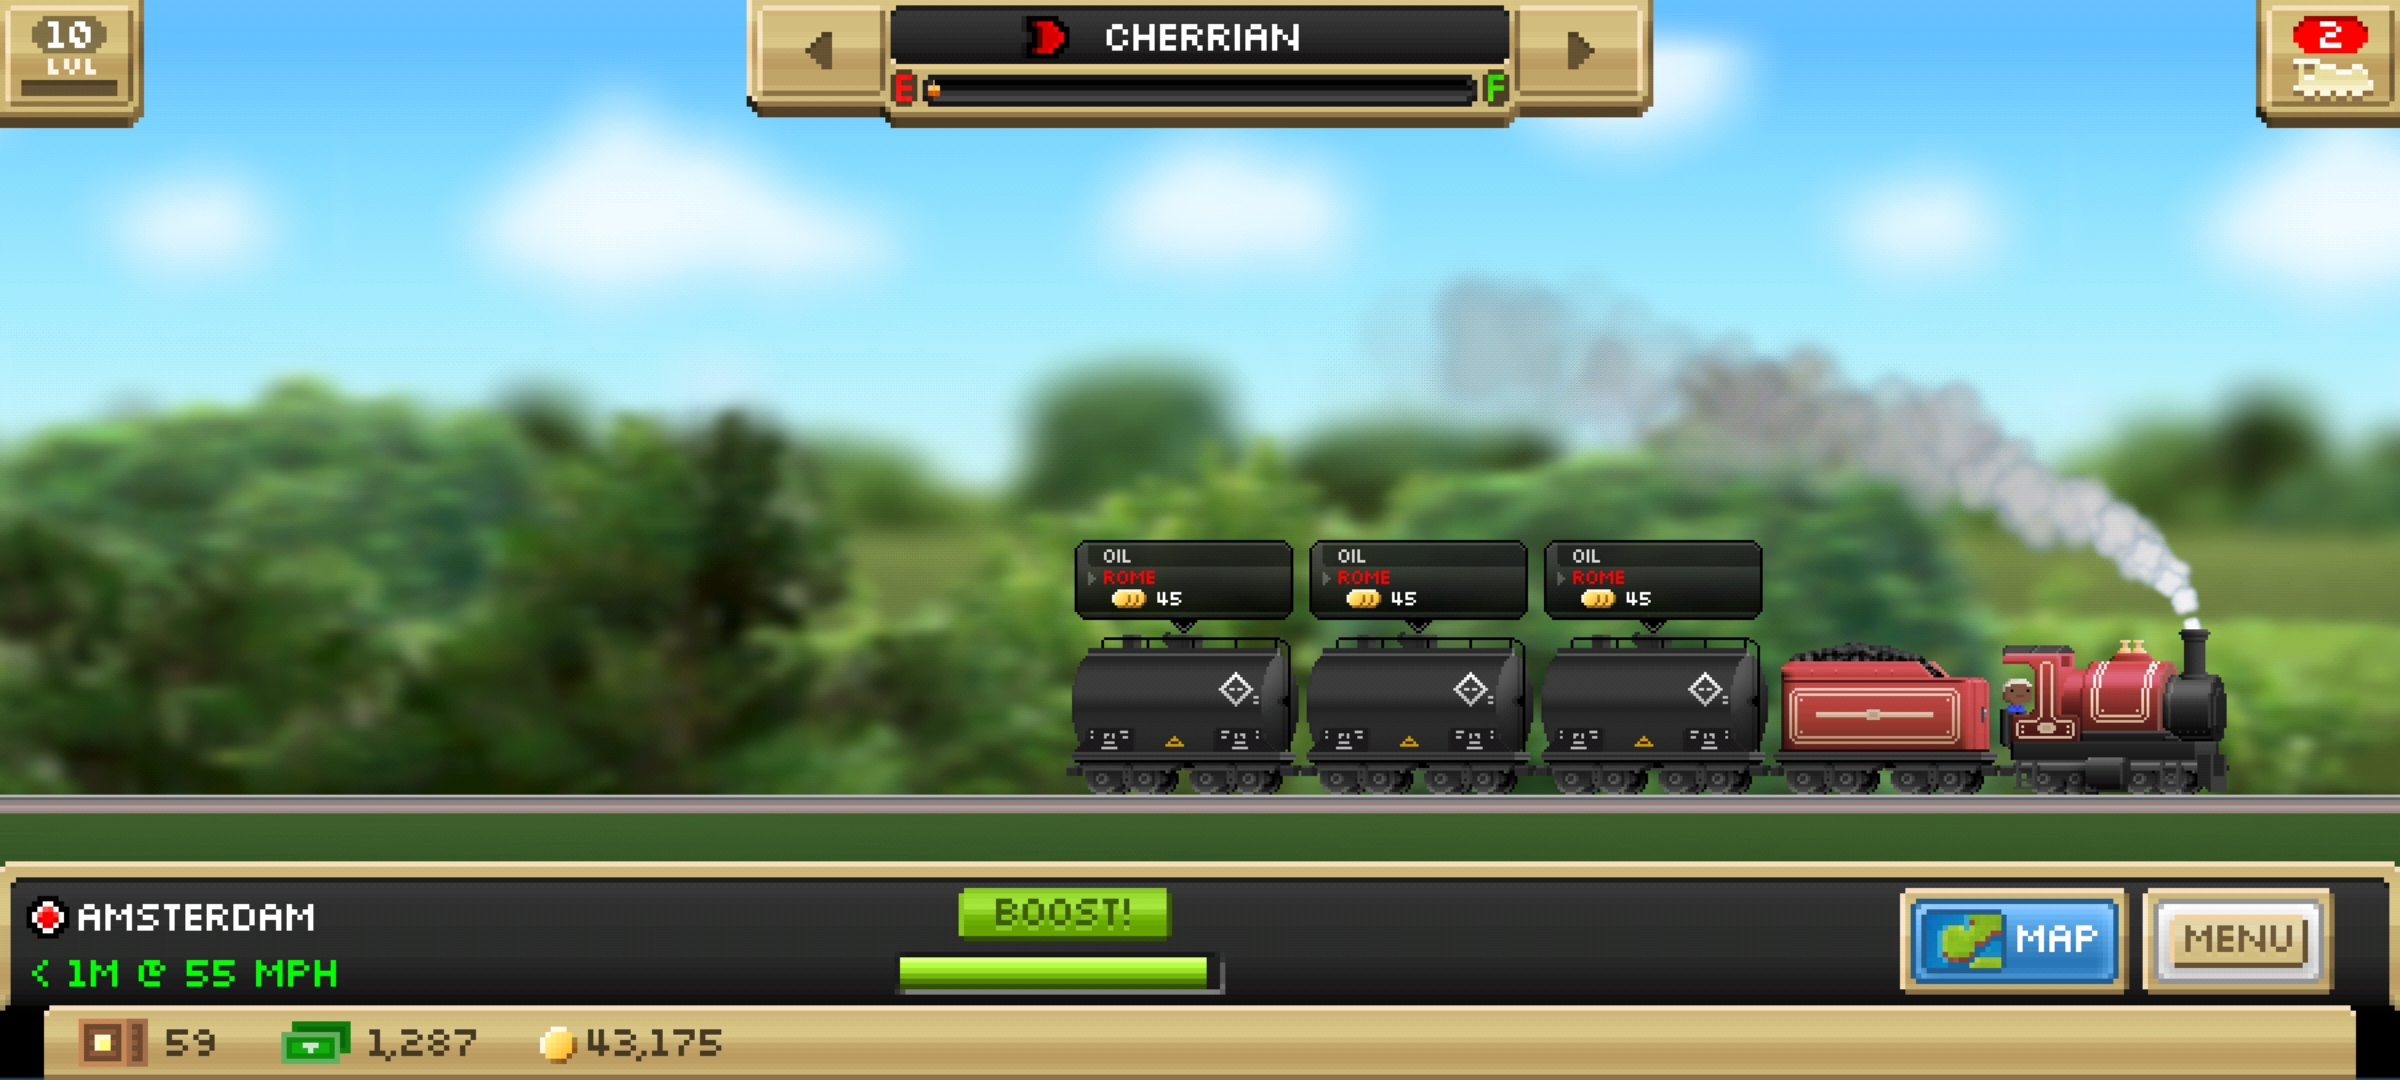 10
LVL
CHERRIAN
E F
2
OIL
ROME
45
OIL
ROME
45
OIL
ROME
45
AMSTERDAM
< 1M @ 55 MPH
BOOST!
MAP
MENU
59
1,287
43,175